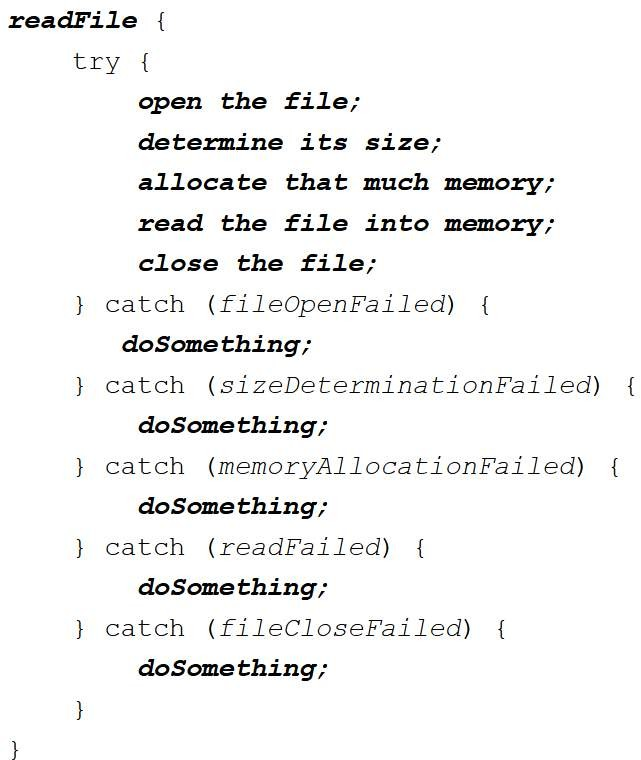 readFile {
try {
open the file;
determine its size;
allocate that much memory;
read the file into memory;
close the file;
} catch (fileOpenFailed) {
doSomething;
} catch (sizeDeterminationFailed) {
doSomething;
} catch (memoryAllocationFailed) {
doSomething;
} catch (readFailed) {
doSomething;
} catch (fileCloseFailed) {
doSomething;
}
}